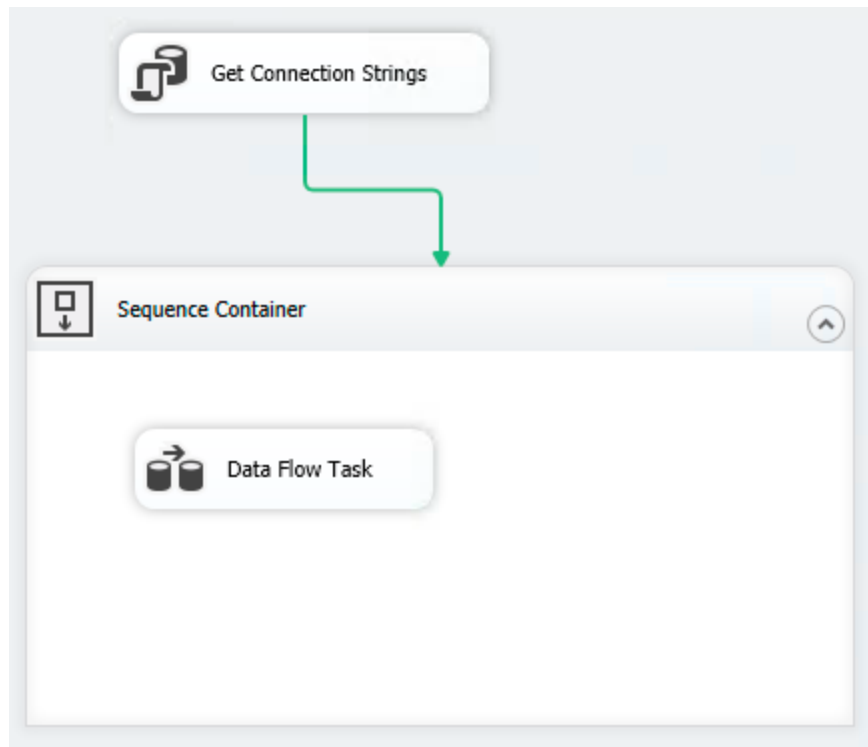 Get Connection Strings
Sequence Container
Data Flow Task